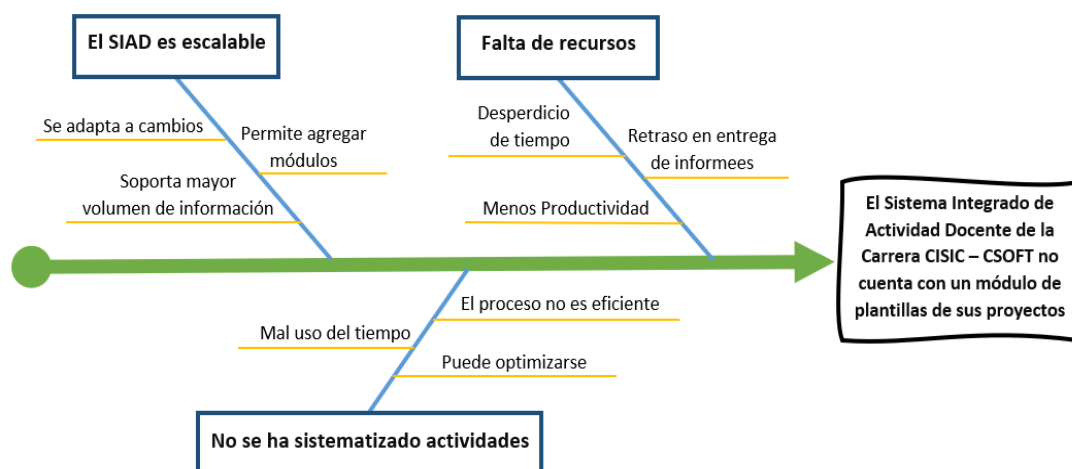 El SIAD es escalable
Falta de recursos
Se adapta a cambios
Permite agregar
módulos
Soporta mayor
volumen de información
Desperdicio
de tiempo
Retraso en entrega
de informees
Menos Productividad
El Sistema Integrado de
Actividad Docente de la
Carrera CISIC – CSOFT no
cuenta con un módulo de
plantillas de sus proyectos
El proceso no es eficiente
Mal uso del tiempo
Puede optimizarse
No se ha sistematizado actividades